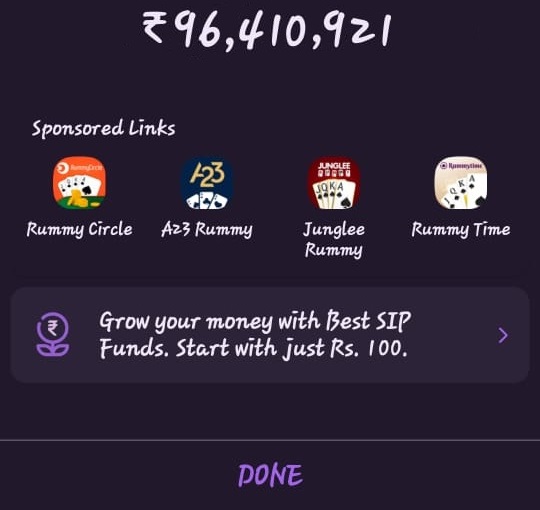 ₹96,410,921
Sponsored Links
RummyCircle
A23
JUNGLEE
RUMMY
JOKA
Rummytime
Rummy Circle
A23 Rummy
Junglee
Rummy
Rummy Time
Grow your money with Best SIP
Funds. Start with just Rs. 100.
DONE